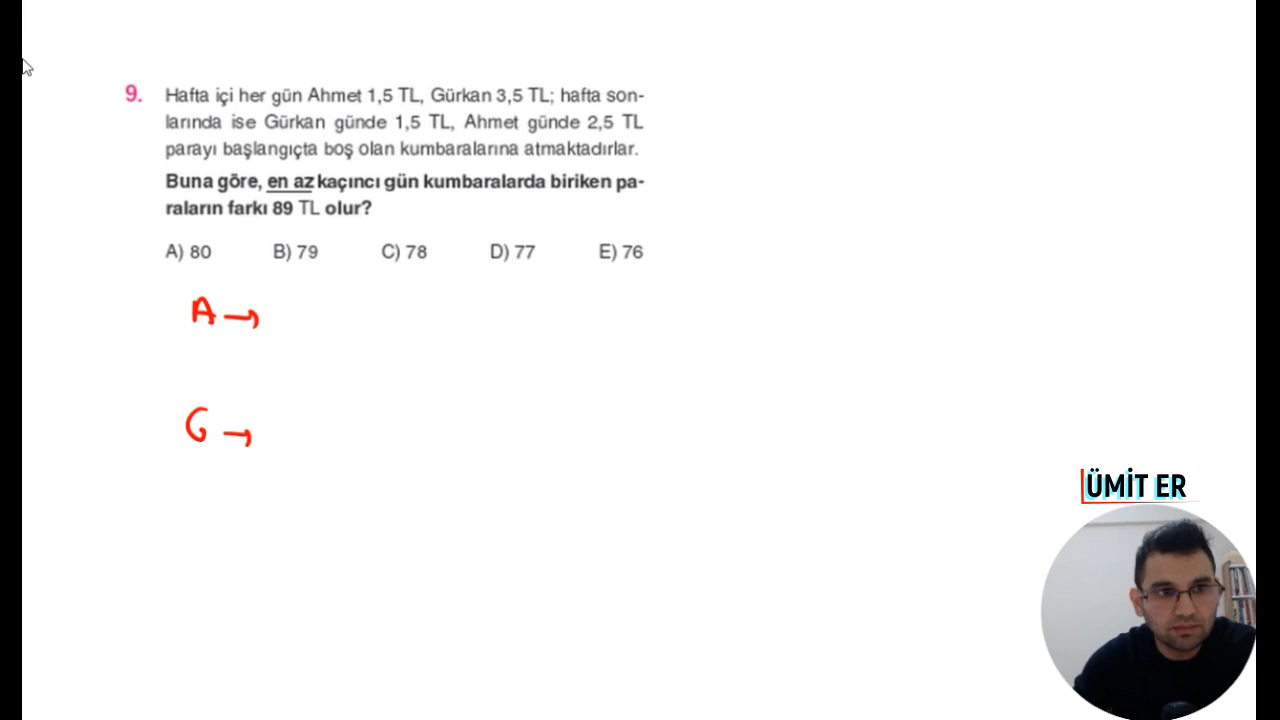 9. Hafta içi her gün Ahmet 1,5 TL, Gürkan 3,5 TL; hafta son-
larında ise Gürkan günde 1,5 TL, Ahmet günde 2,5 TL
parayı başlangıçta boş olan kumbaralarına atmaktadırlar.
Buna göre, en az kaçıncı gün kumbaralarda biriken pa-
raların farkı 89 TL olur?
A) 80 B) 79 C) 78 D) 77 E) 76
A →
G →
ÜMİT ER